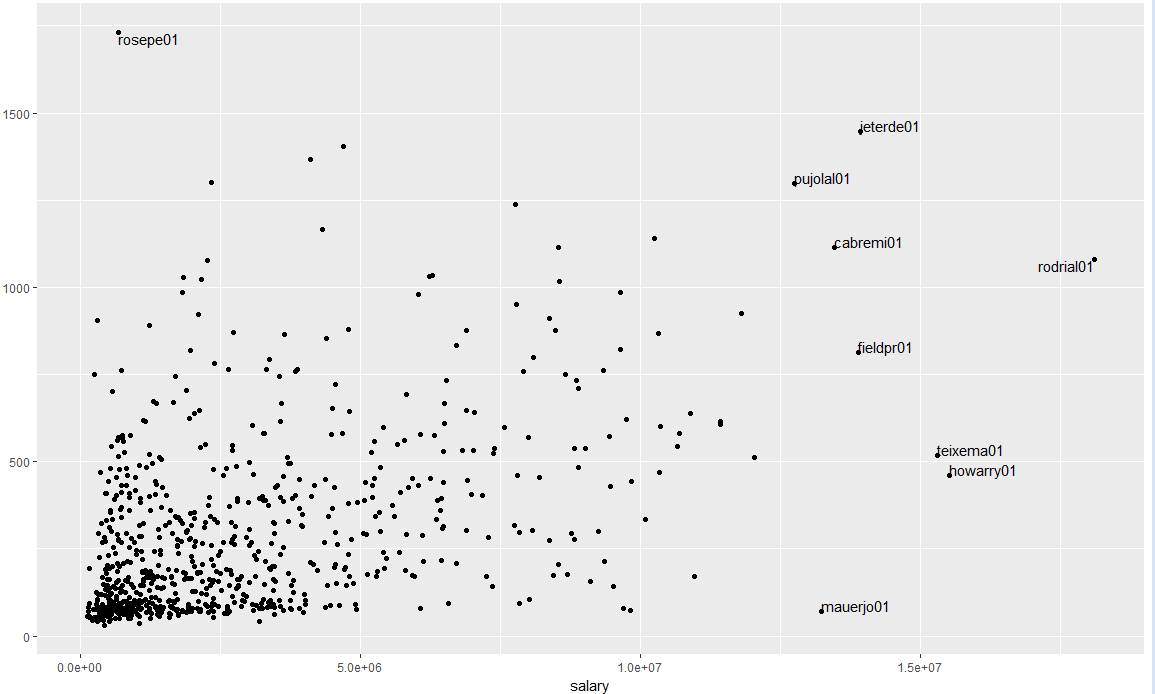 rosepe01
1500
jeterde01
pujolal01
cabremi01
rodrial01
1000
fieldpr01
500
teixema01
howarry01
mauerjo01
0
0.0e+00 5.0e+06 1.0e+07 1.5e+07
salary